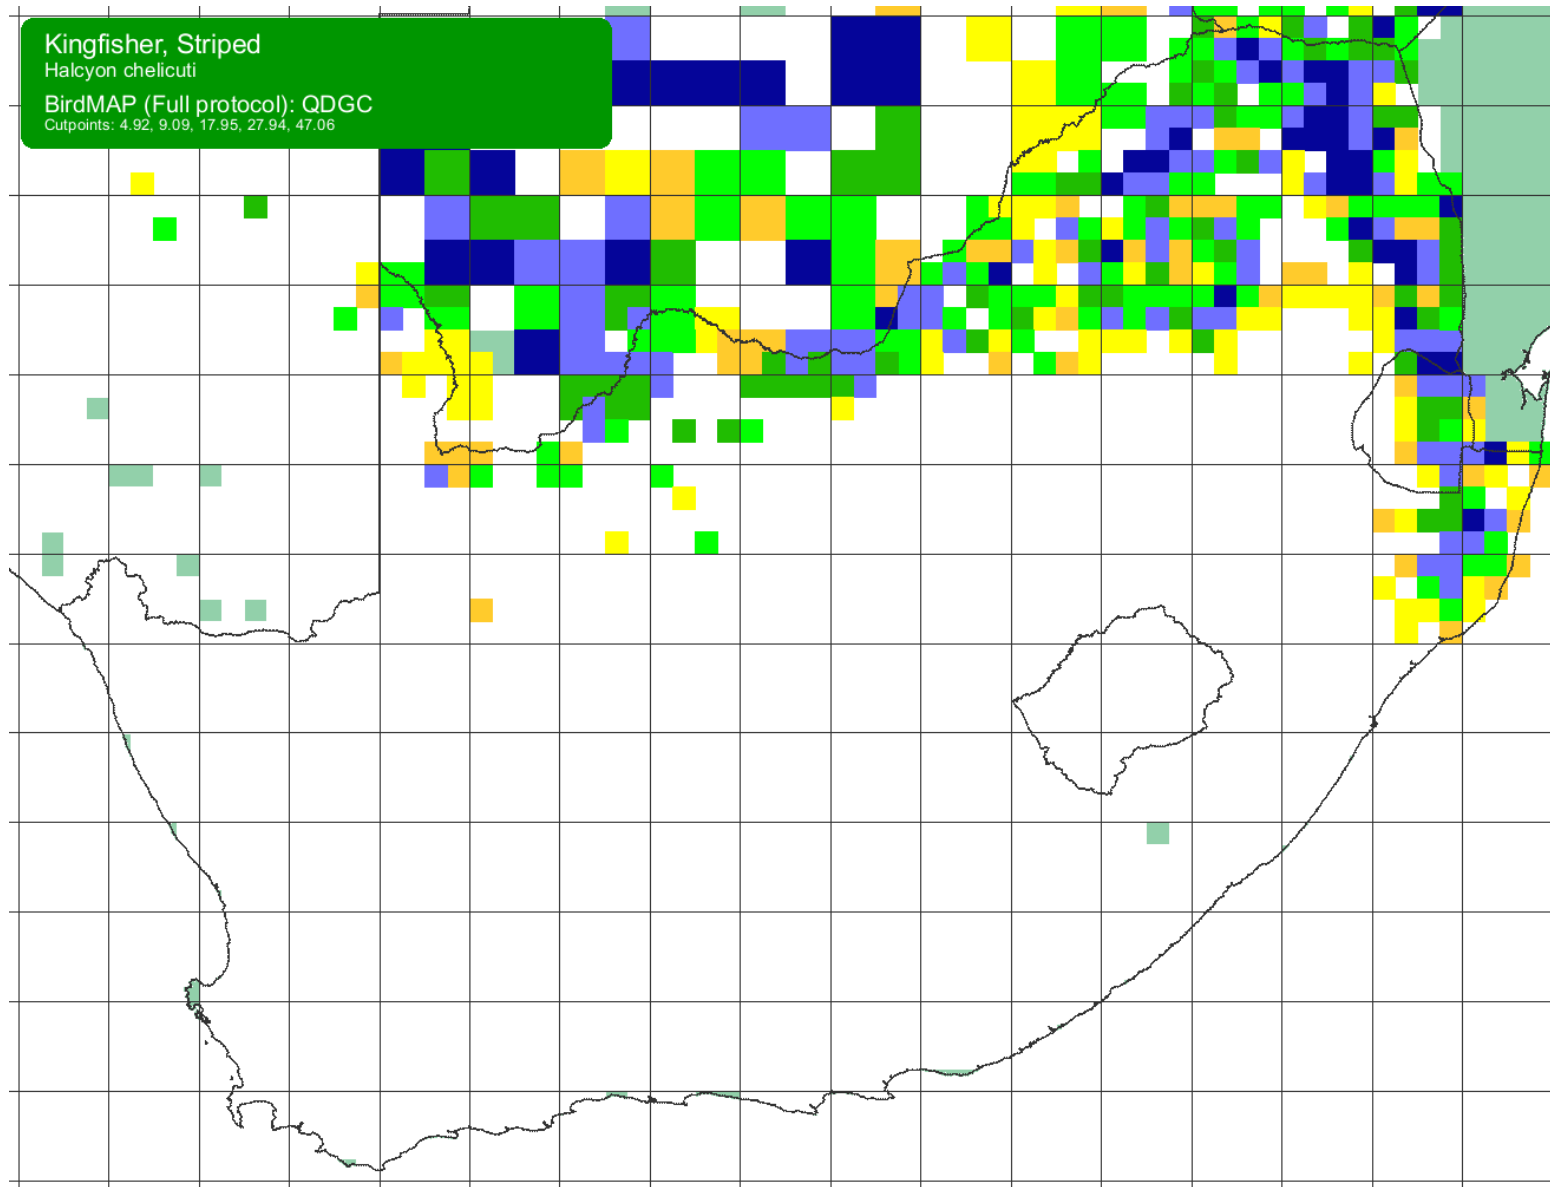 Kingfisher, Striped
Halcyon chelicuti
BirdMAP (Full protocol): QDGC
Cutpoints: 4.92, 9.09, 17.95, 27.94, 47.06